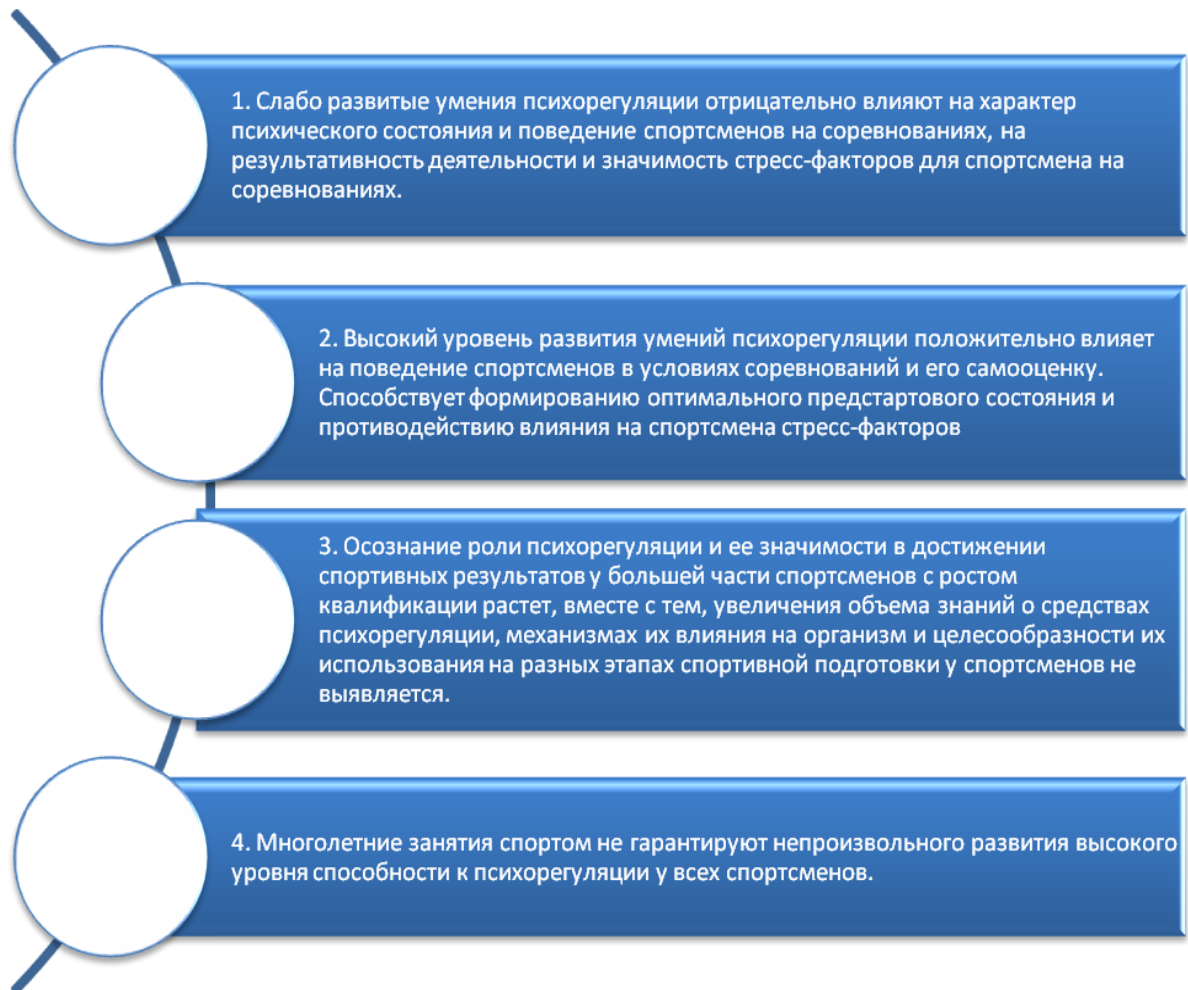 1. Слабо развитые умения психорегуляции отрицательно влияют на характер
психического состояния и поведение спортсменов на соревнованиях, на
результативность деятельности и значимость стресс-факторов для спортсмена на
соревнованиях.
2. Высокий уровень развития умений психорегуляции положительно влияет
на поведение спортсменов в условиях соревнований и его самооценку.
Способствует формированию оптимального предстартового состояния и
противодействию влияния на спортсмена стресс-факторов
3. Осознание роли психорегуляции и ее значимости в достижении
спортивных результатов у большей части спортсменов с ростом
квалификации растет, вместе с тем, увеличения объема знаний о средствах
психорегуляции, механизмах их влияния на организм и целесообразности их
использования на разных этапах спортивной подготовки у спортсменов не
выявляется.
4. Многолетние занятия спортом не гарантируют непроизвольного развития высокого
уровня способности к психорегуляции у всех спортсменов.